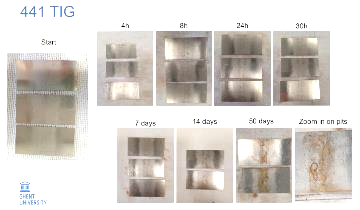 441 TIG
Start
4h
8h
24h
30h
7 days
14 days
50 days
Zoom in on pits
GHENT
UNIVERSITY